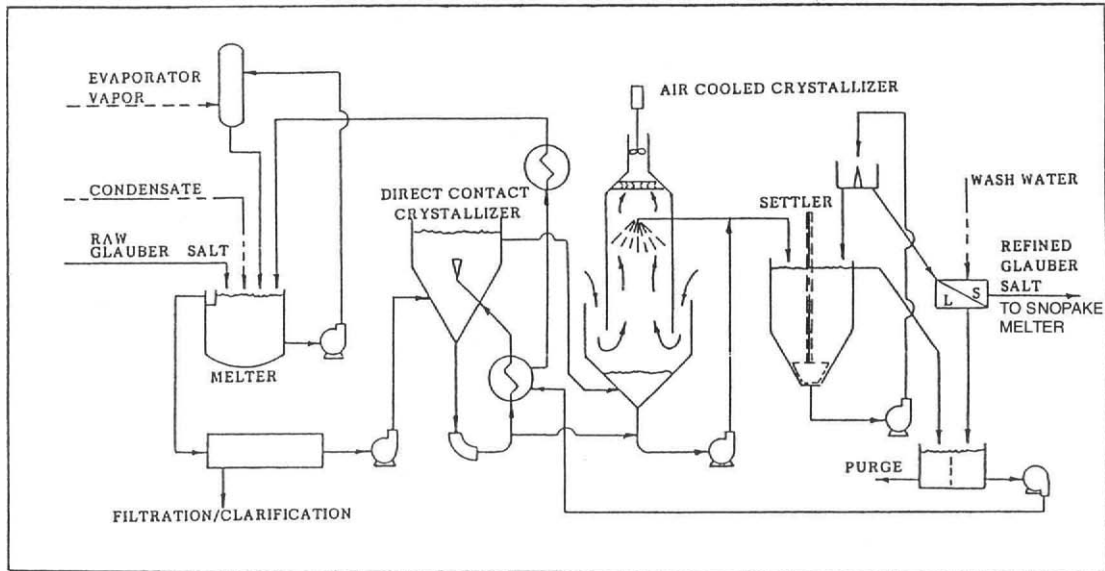 EVAPORATOR
VAPOR
AIR COOLED CRYSTALLIZER
CONDENSATE
DIRECT CONTACT
CRYSTALLIZER
SETTLER
WASH WATER
RAW
GLAUBER SALT
REFINED
GLAUBER
SALT
TO SNOPAKE
MELTER
L S
MELTER
PURGE
FILTRATION/CLARIFICATION